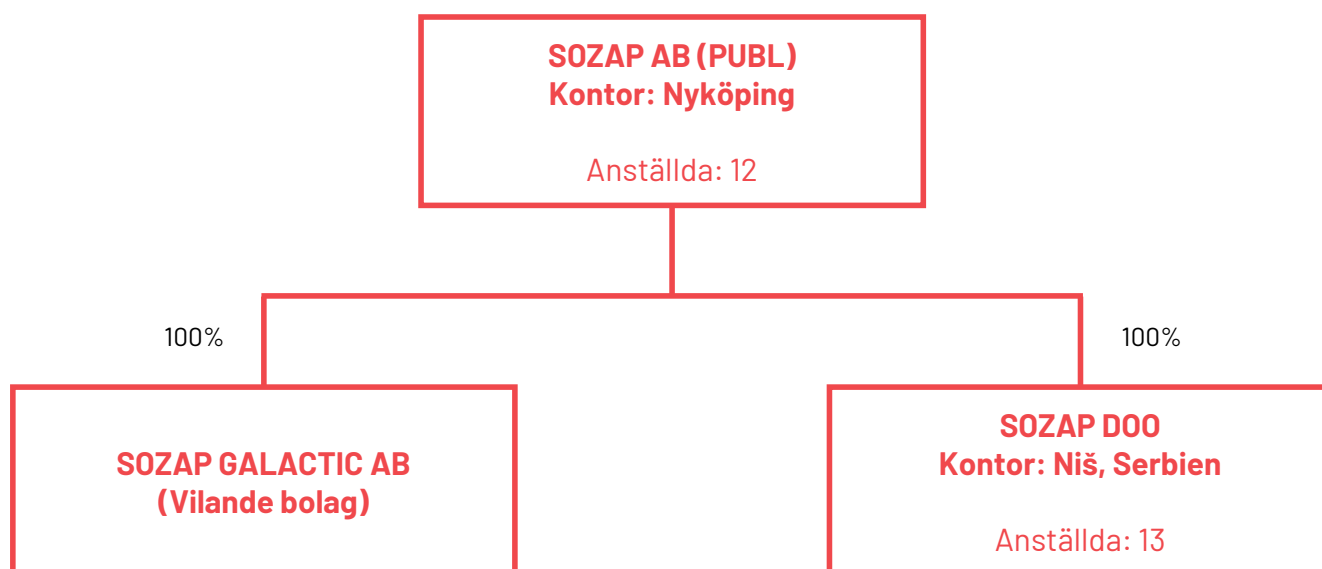 SOZAP AB (PUBL)
Kontor: Nyköping
Anställda: 12
100%
100%
SOZAP GALACTIC AB
(Vilande bolag)
SOZAP DOO
Kontor: Niš, Serbien
Anställda: 13